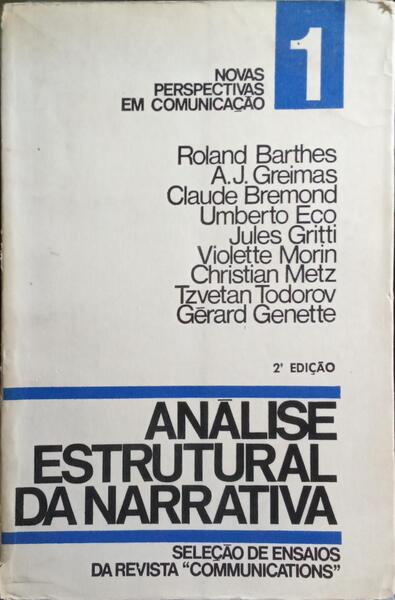 NOVAS
PERSPECTIVAS
EM COMUNICAÇÃO
1
Roland Barthes
A.J. Greimas
Claude Bremond
Umberto Eco
Jules Gritti
Violette Morin
Christian Metz
Tzvetan Todorov
Gérard Genette
2ª EDIÇÃO
ANÁLISE
ESTRUTURAL
DA NARRATIVA
SELEÇÃO DE ENSAIOS
DA REVISTA "COMMUNICATIONS"